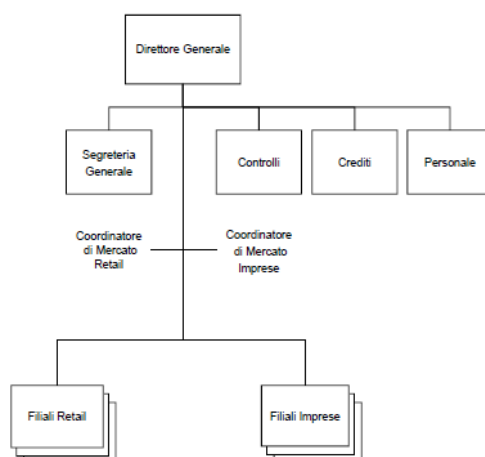 Direttore Generale
Segreteria
Generale
Controlli
Crediti
Personale
Coordinatore
di Mercato
Retail
Coordinatore
di Mercato
Imprese
Filiali Retail
Filiali Imprese